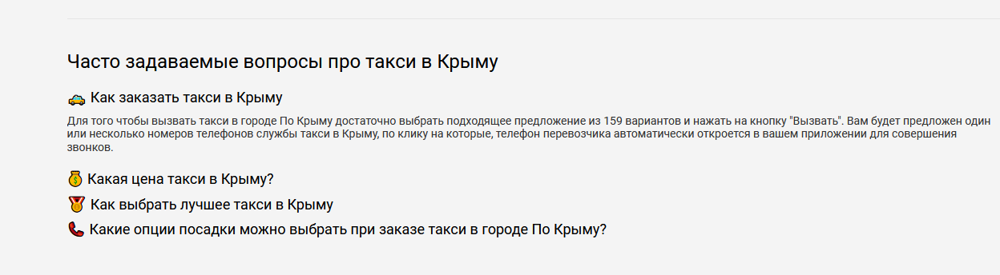 Часто задаваемые вопросы про такси в Крыму
Как заказать такси в Крыму
Для того чтобы вызвать такси в городе По Крыму достаточно выбрать подходящее предложение из 159 вариантов и нажать на кнопку "Вызвать". Вам будет предложен один
или несколько номеров телефонов службы такси в Крыму, по клику на которые, телефон перевозчика автоматически откроется в вашем приложении для совершения
звонков.
Какая цена такси в Крыму?
Как выбрать лучшее такси в Крыму
Какие опции посадки можно выбрать при заказе такси в городе По Крыму?